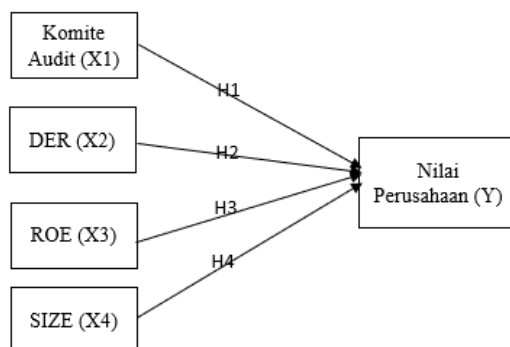 Komite
Audit (X1)
H1
DER (X2)
H2
Nilai
Perusahaan (Y)
ROE (X3)
H3
H4
SIZE (X4)